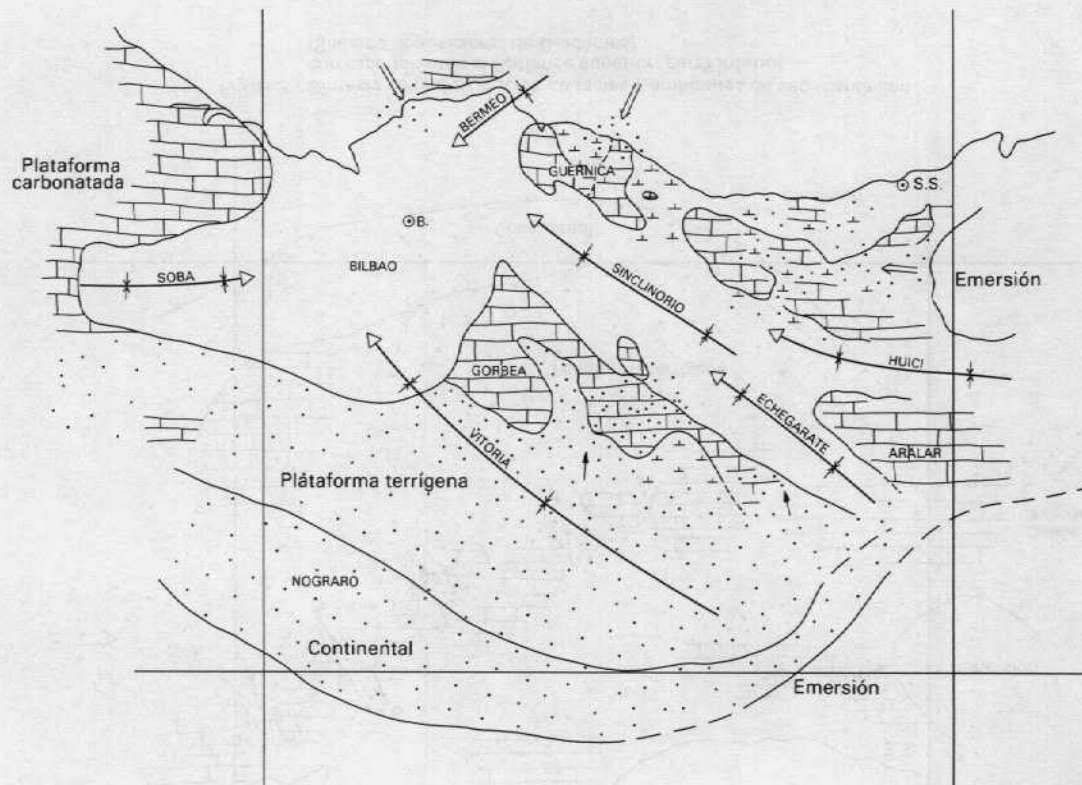 BERMEO
Plataforma
carbonatada
GUERNICA
S.S.
B.
BILBAO
SOBA
SINCLINORIO
Emersión
GORBEA
HUICI
ECHEGARATE
ARALAR
VITORIA
Plataforma terrígena
NOGRARO
Continental
Emersión